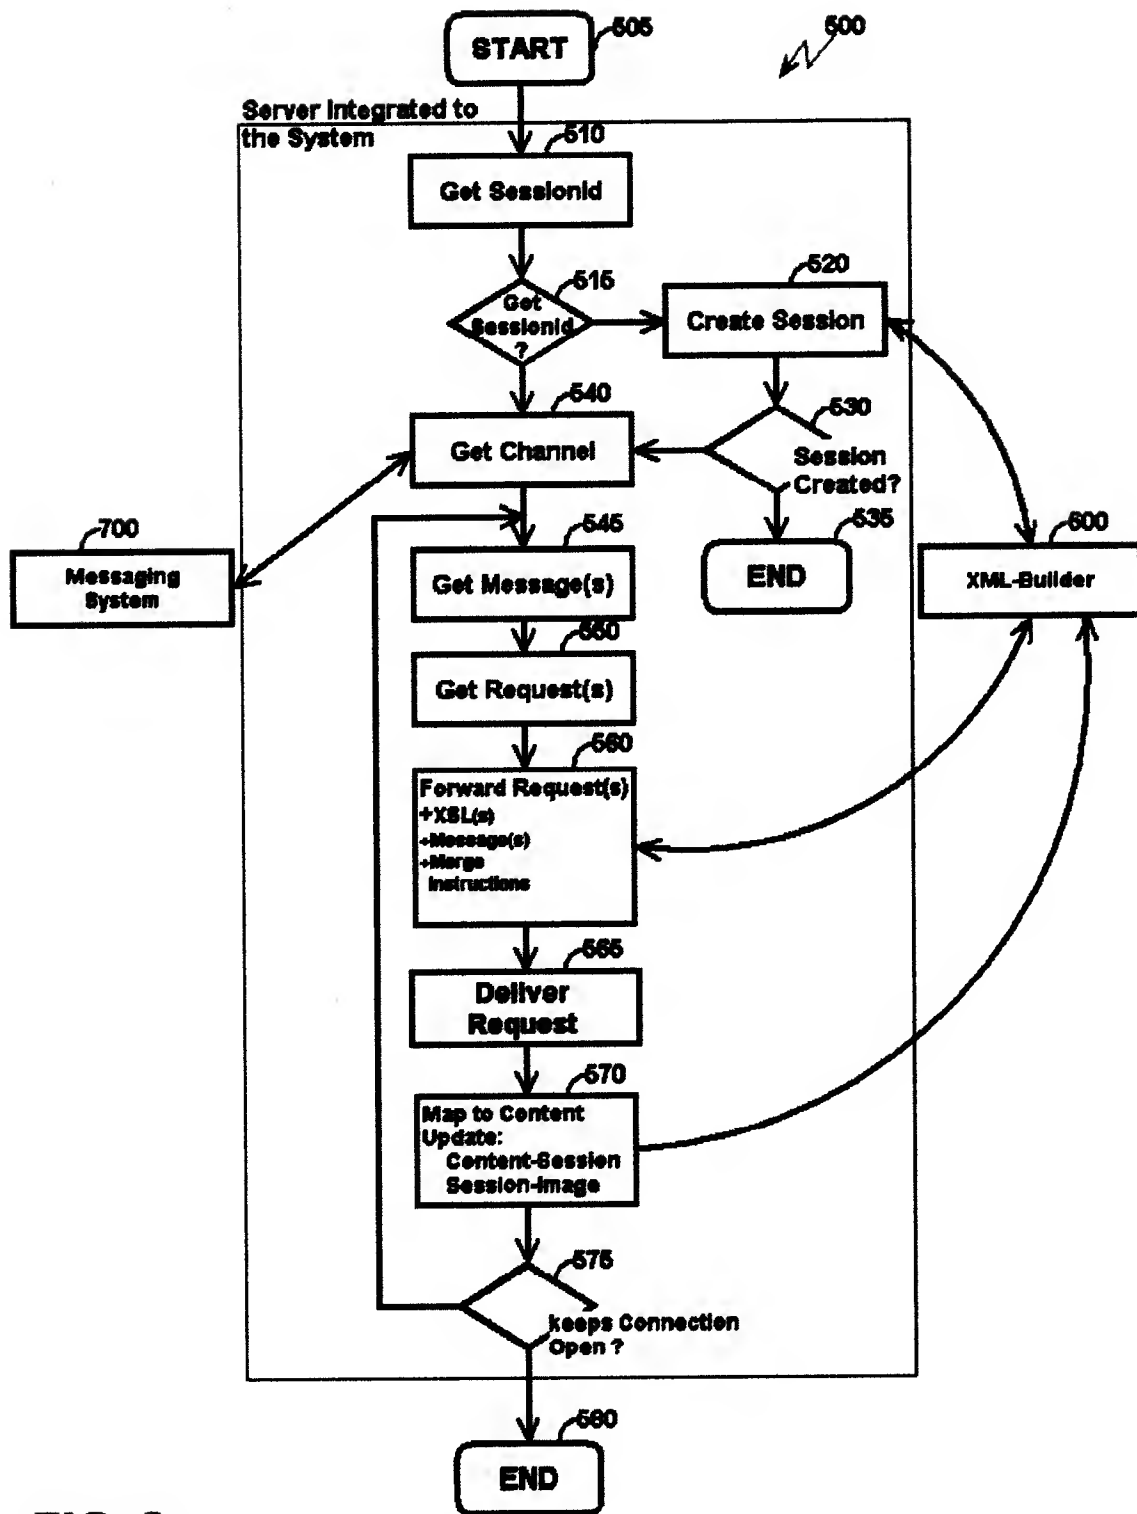 START
505
500
Server Integrated to
the System
510
Get SessionId
515
Get
SessionId
?
520
Create Session
540
Get Channel
530
Session
Created?
535
END
700
Messaging
System
545
Get Message(s)
600
XML-Builder
550
Get Request(s)
560
Forward Request(s)
+XSL(s)
+Message(s)
+Merge
Instructions
565
Deliver
Request
570
Map to Content
Update:
Content-Session
Session-Image
575
keeps Connection
Open ?
580
END